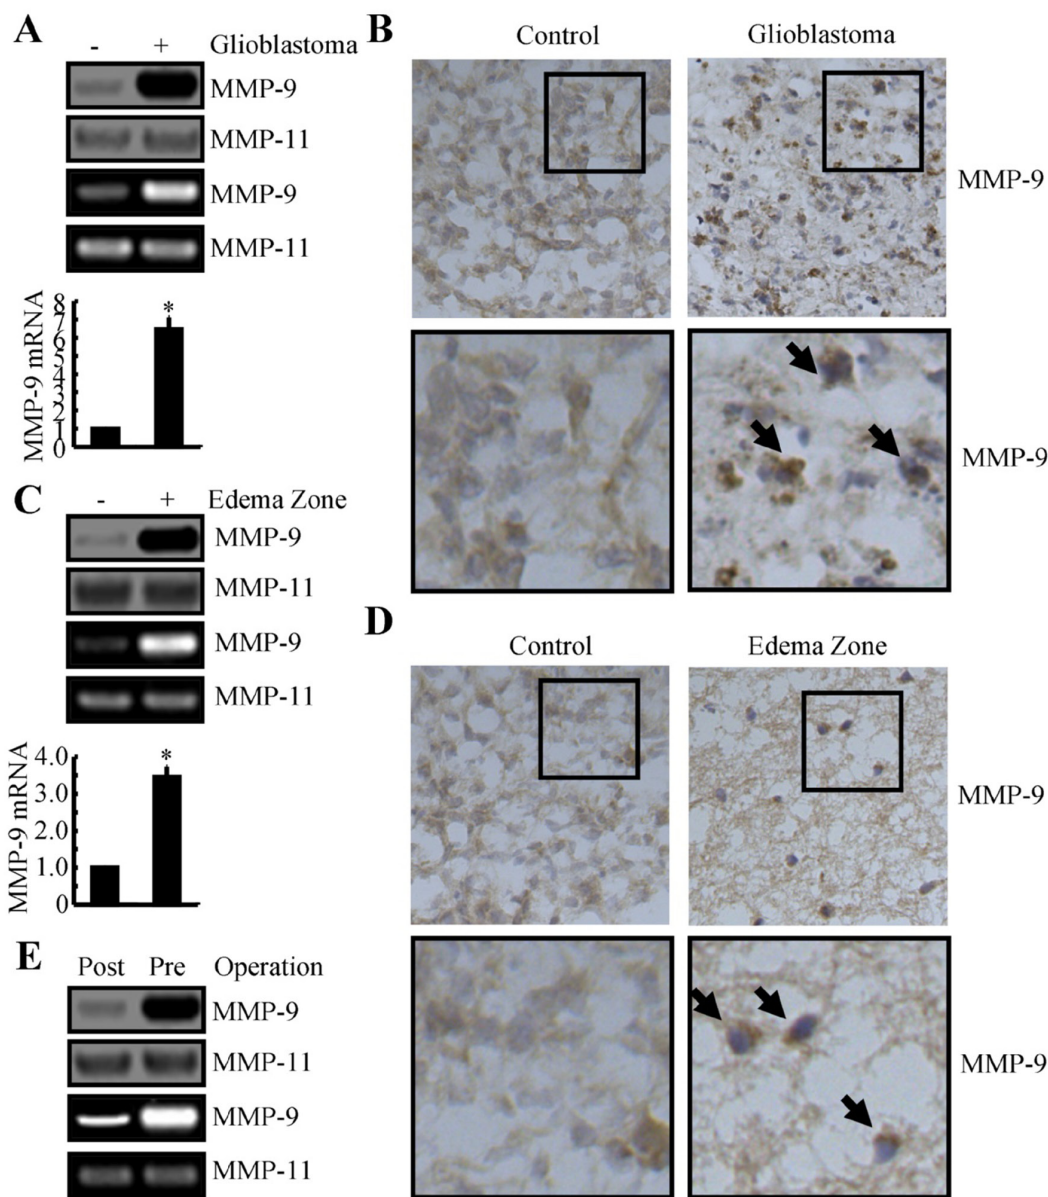 A
- + Glioblastoma
MMP-9
MMP-11
MMP-9
MMP-11
MMP-9 mRNA
8
7
6
5
4
3
2
1
0
*
B
Control Glioblastoma
MMP-9
MMP-9
C
- + Edema Zone
MMP-9
MMP-11
MMP-9
MMP-11
MMP-9 mRNA
4.0
3.0
2.0
1.0
0
*
D
Control Edema Zone
MMP-9
MMP-9
E
Post Pre Operation
MMP-9
MMP-11
MMP-9
MMP-11